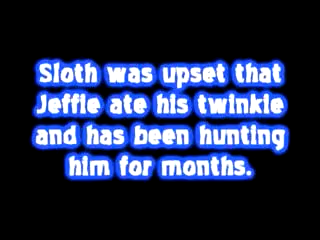 Sloth was upset that
Jeffie ate his twinkie
and has been hunting
him for months.